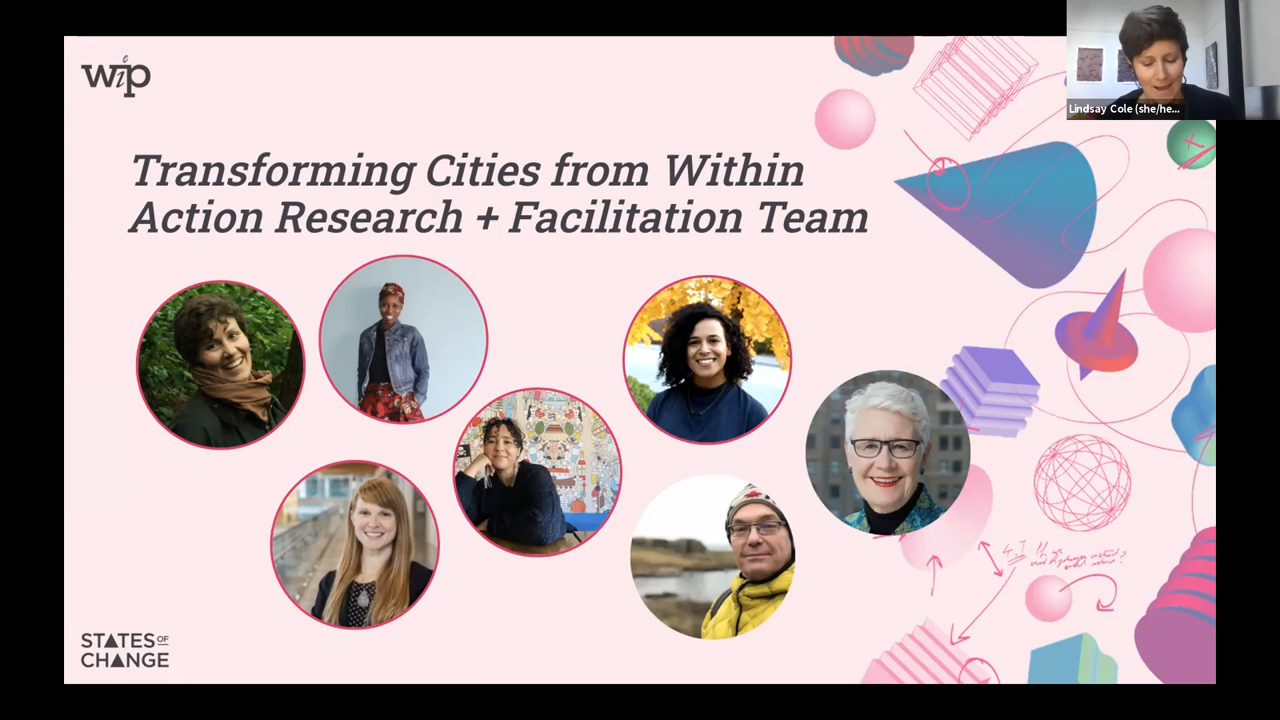 wip
Lindsay Cole (she/he...
Transforming Cities from Within
Action Research + Facilitation Team
STATES OF
CHANGE